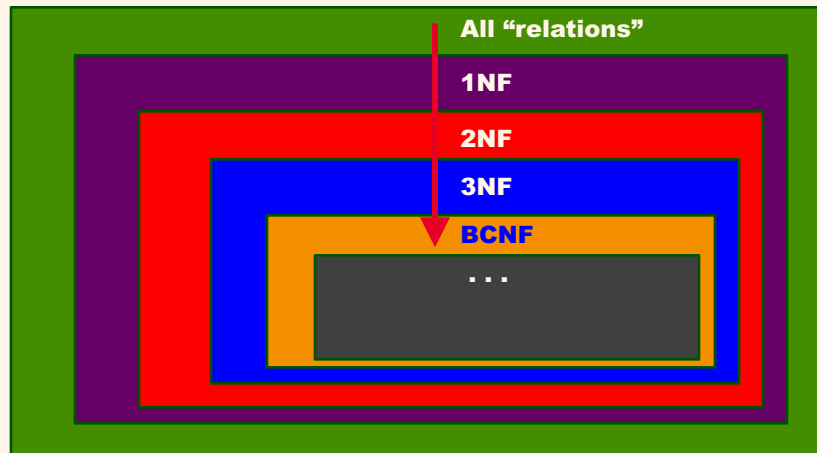 All “relations”
1NF
2NF
3NF
BCNF
...